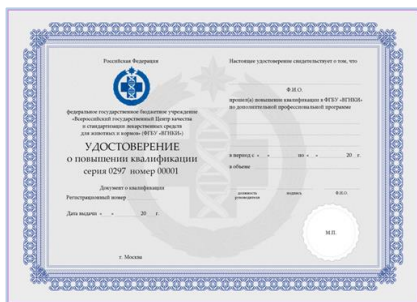 Российская Федерация
федеральное государственное бюджетное учреждение
«Всероссийский государственный Центр качества
и стандартизации лекарственных средств
для животных и кормов» (ФГБУ «ВГНКИ»)
УДОСТОВЕРЕНИЕ
о повышении квалификации
серия 0297 номер 00001
Документ о квалификации
Регистрационный номер
Дата выдачи « » 20 г.
г. Москва
Настоящее удостоверение свидетельствует о том, что
Ф.И.О.
прошел(а) повышение квалификации в ФГБУ «ВГНКИ»
по дополнительной профессиональной программе
в период с « » по « » 20 г.
в объеме
должность руководителя
подпись
Ф.И.О.
М.П.